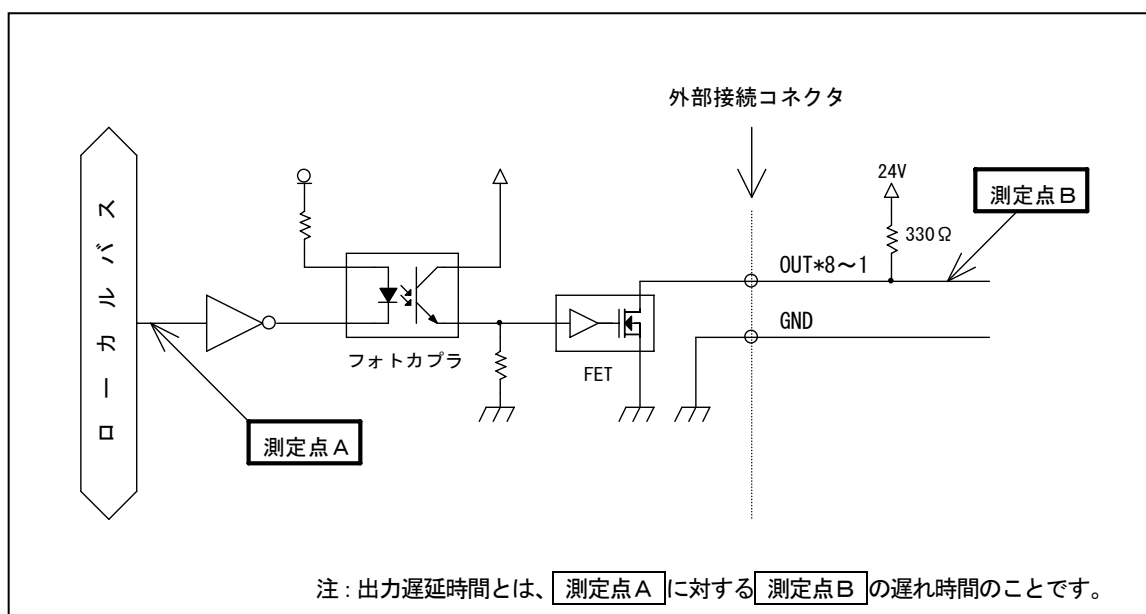 外部接続コネクタ
24V
測定点B
330Ω
OUT*8~1
GND
ローカルバス
フォトカプラ
FET
測定点A
注:出力遅延時間とは、測定点Aに対する測定点Bの遅れ時間のことです。